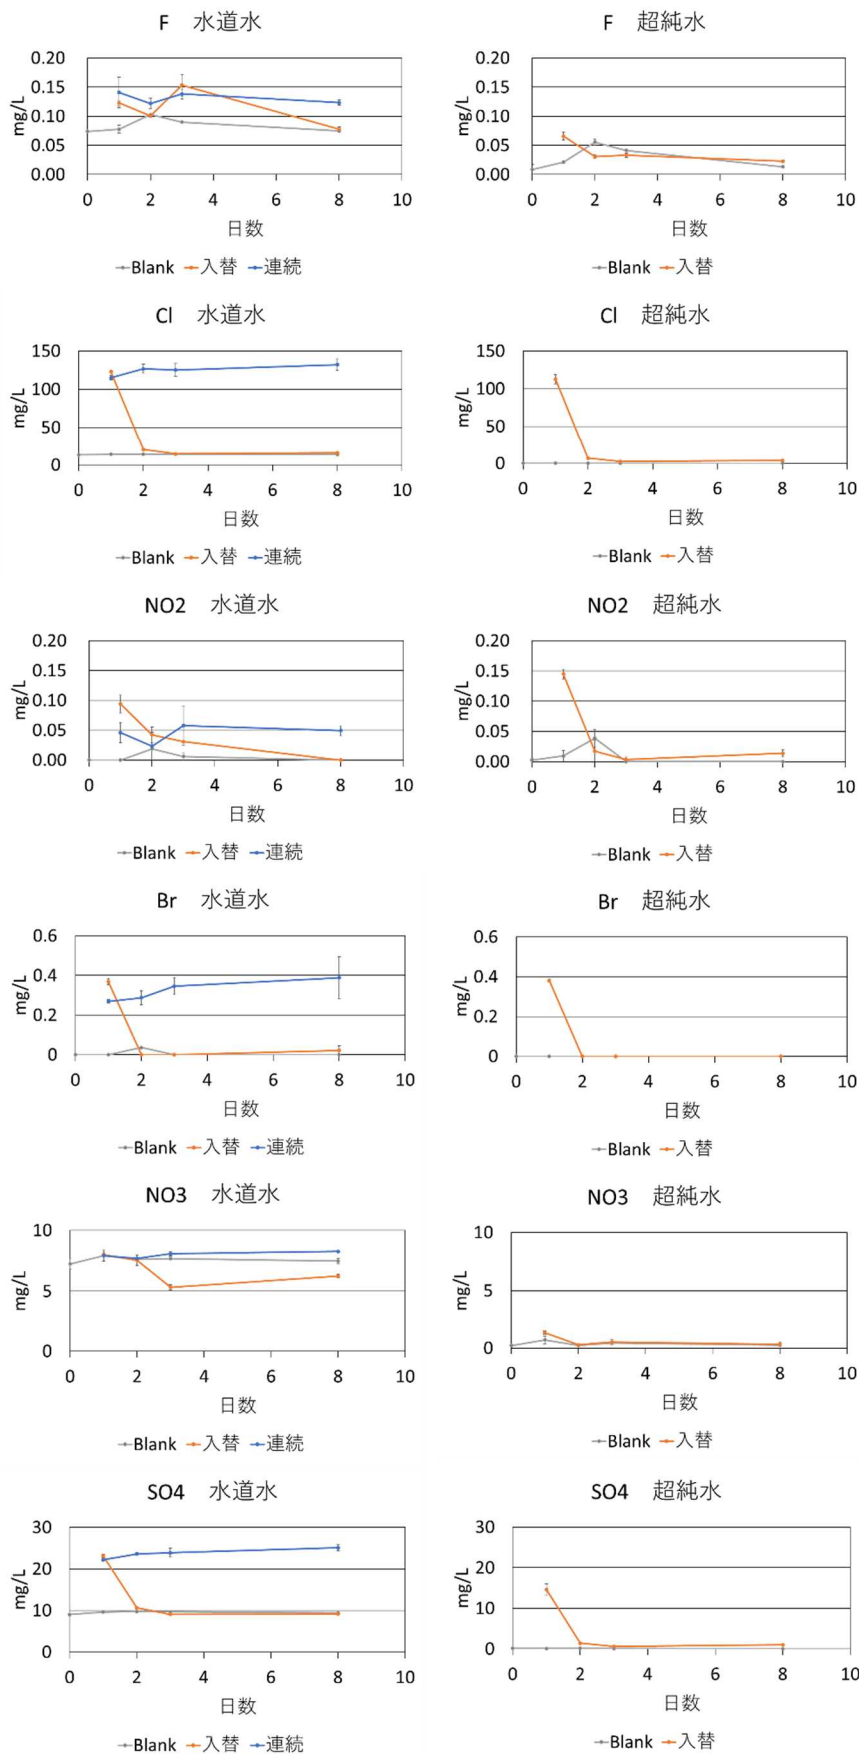 F 水道水
0.20
0.15
0.10
0.05
0.00
mg/L
0 2 4 6 8 10
日数
Blank 入替 連続
F 超純水
0.20
0.15
0.10
0.05
0.00
mg/L
0 2 4 6 8 10
日数
Blank 入替
Cl 水道水
150
100
50
0
mg/L
0 2 4 6 8 10
日数
Blank 入替 連続
Cl 超純水
150
100
50
0
mg/L
0 2 4 6 8 10
日数
Blank 入替
NO2 水道水
0.20
0.15
0.10
0.05
0.00
mg/L
0 2 4 6 8 10
日数
Blank 入替 連続
NO2 超純水
0.20
0.15
0.10
0.05
0.00
mg/L
0 2 4 6 8 10
日数
Blank 入替
Br 水道水
0.6
0.4
0.2
0
mg/L
0 2 4 6 8 10
日数
Blank 入替 連続
Br 超純水
0.6
0.4
0.2
0
mg/L
0 2 4 6 8 10
日数
Blank 入替
NO3 水道水
10
5
0
mg/L
0 2 4 6 8 10
日数
Blank 入替 連続
NO3 超純水
10
5
0
mg/L
0 2 4 6 8 10
日数
Blank 入替
SO4 水道水
30
20
10
0
mg/L
0 2 4 6 8 10
日数
Blank 入替 連続
SO4 超純水
30
20
10
0
mg/L
0 2 4 6 8 10
日数
Blank 入替